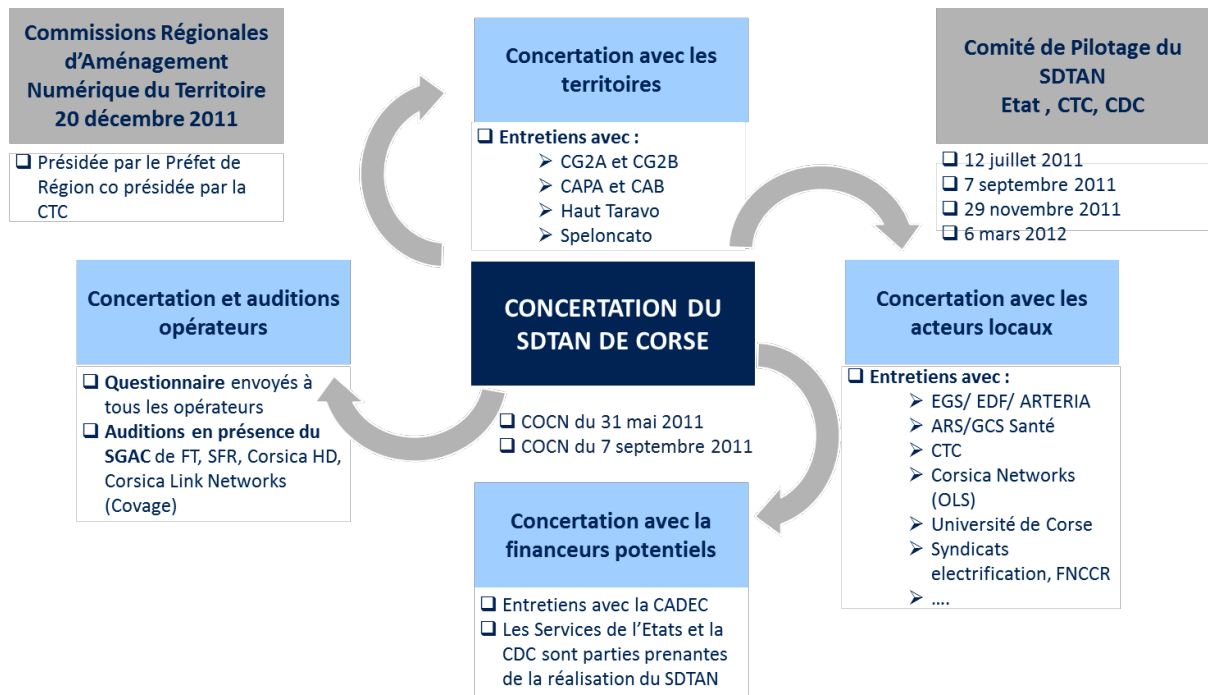 Commissions Régionales
d'Aménagement
Numérique du Territoire
20 décembre 2011
❑ Présidée par le Préfet de
Région co présidée par la
CTC
Concertation avec les
territoires
❑ Entretiens avec :
➢ CG2A et CG2B
➢ CAPA et CAB
➢ Haut Taravo
➢ Speloncato
Comité de Pilotage du
SDTAN
Etat , CTC, CDC
❑ 12 juillet 2011
❑ 7 septembre 2011
❑ 29 novembre 2011
❑ 6 mars 2012
Concertation et auditions
opérateurs
❑ Questionnaire envoyés à
tous les opérateurs
❑ Auditions en présence du
SGAC de FT, SFR, Corsica HD,
Corsica Link Networks
(Covage)
CONCERTATION DU
SDTAN DE CORSE
❑ COCN du 31 mai 2011
❑ COCN du 7 septembre 2011
Concertation avec les
acteurs locaux
❑ Entretiens avec :
➢ EGS/ EDF/ ARTERIA
➢ ARS/GCS Santé
➢ CTC
➢ Corsica Networks
(OLS)
➢ Université de Corse
➢ Syndicats
electrification, FNCCR
➢ ….
Concertation avec la
financeurs potentiels
❑ Entretiens avec la CADEC
❑ Les Services de l'Etats et la
CDC sont parties prenantes
de la réalisation du SDTAN